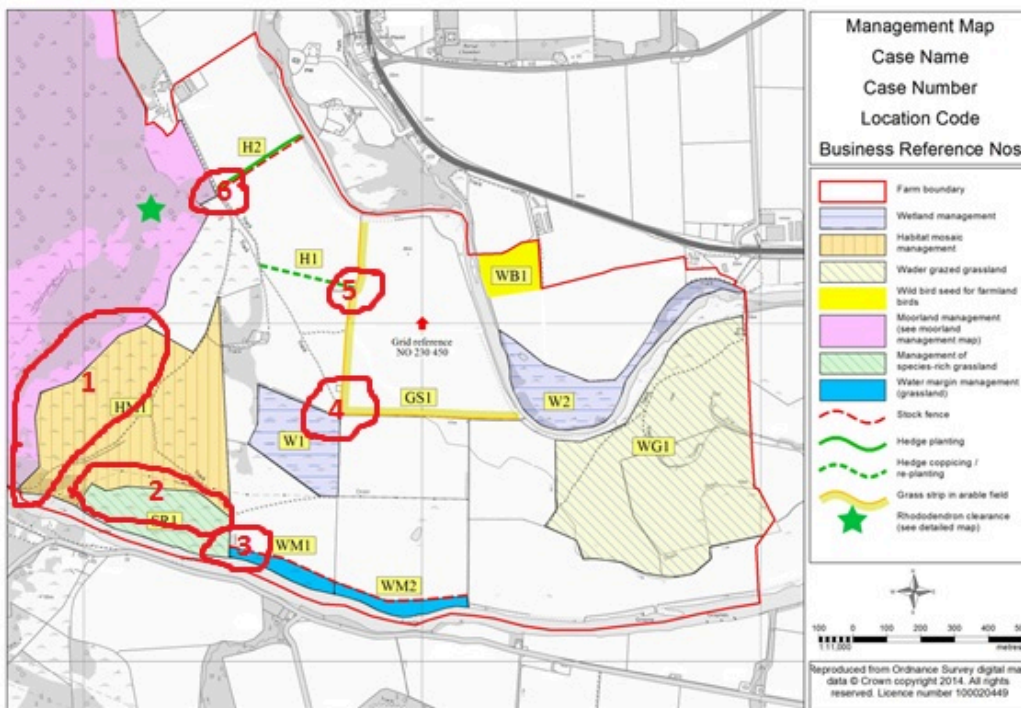 Management Map
Case Name
Case Number
Location Code
Business Reference Nos
Farm boundary
Wetland management
Habitat mosaic
management
Wader grazed grassland
Wild bird seed for farmland
birds
Moorland management
(see moorland
management map)
Management of
species-rich grassland
Water margin management
(grassland)
Stock fence
Hedge planting
Hedge coppicing /
re-planting
Grass strip in arable field
Rhododendron clearance
(see detailed map)
100 0 100 200 300 400 50
1:11,000 metres
Reproduced from Ordnance Survey digital ma
data © Crown copyright 2014. All rights
reserved. Licence number 100020449
H2
6
H1
5
WB1
Grid reference
NO 230 450
1
HM1
4
GS1
W1
W2
WG1
2
SR1
3
WM1
WM2